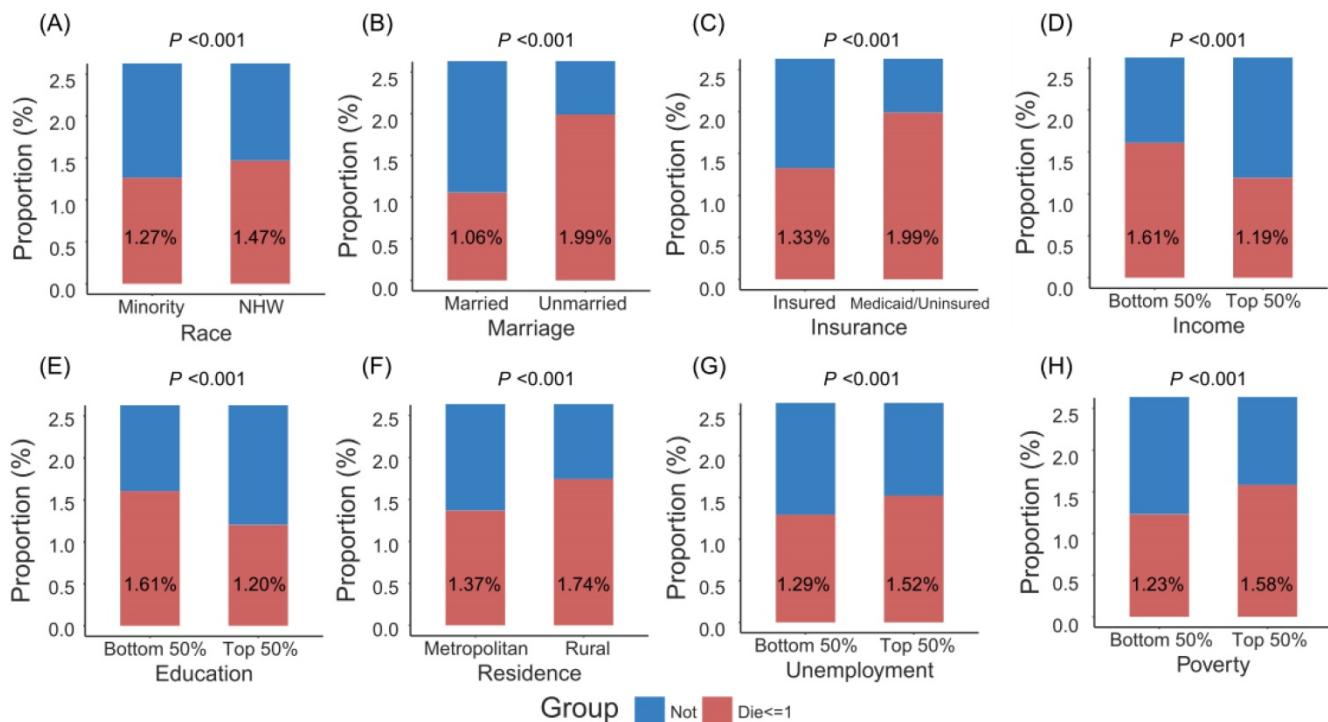 (A)
P <0.001
Proportion (%)
2.5
2.0
1.5
1.0
0.5
0.0
1.27%
1.47%
Minority
NHW
Race
(B)
P <0.001
Proportion (%)
2.5
2.0
1.5
1.0
0.5
0.0
1.06%
1.99%
Married
Unmarried
Marriage
(C)
P <0.001
Proportion (%)
2.5
2.0
1.5
1.0
0.5
0.0
1.33%
1.99%
Insured
Medicaid/Uninsured
Insurance
(D)
P <0.001
Proportion (%)
2.5
2.0
1.5
1.0
0.5
0.0
1.61%
1.19%
Bottom 50%
Top 50%
Income
(E)
P <0.001
Proportion (%)
2.5
2.0
1.5
1.0
0.5
0.0
1.61%
1.20%
Bottom 50%
Top 50%
Education
(F)
P <0.001
Proportion (%)
2.5
2.0
1.5
1.0
0.5
0.0
1.37%
1.74%
Metropolitan
Rural
Residence
(G)
P <0.001
Proportion (%)
2.5
2.0
1.5
1.0
0.5
0.0
1.29%
1.52%
Bottom 50%
Top 50%
Unemployment
(H)
P <0.001
Proportion (%)
2.5
2.0
1.5
1.0
0.5
0.0
1.23%
1.58%
Bottom 50%
Top 50%
Poverty
Group
Not
Die<=1